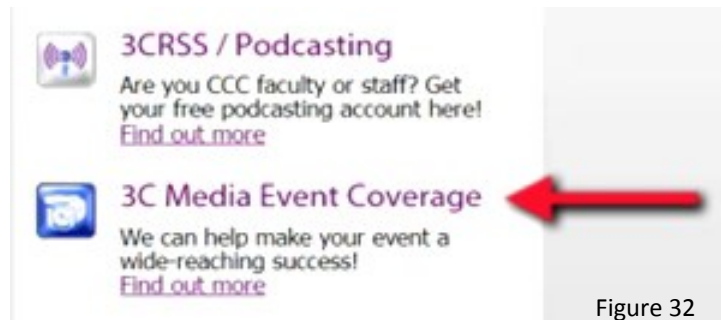 3CRSS / Podcasting
Are you CCC faculty or staff? Get
your free podcasting account here!
Find out more
3C Media Event Coverage
We can help make your event a
wide-reaching success!
Find out more
Figure 32